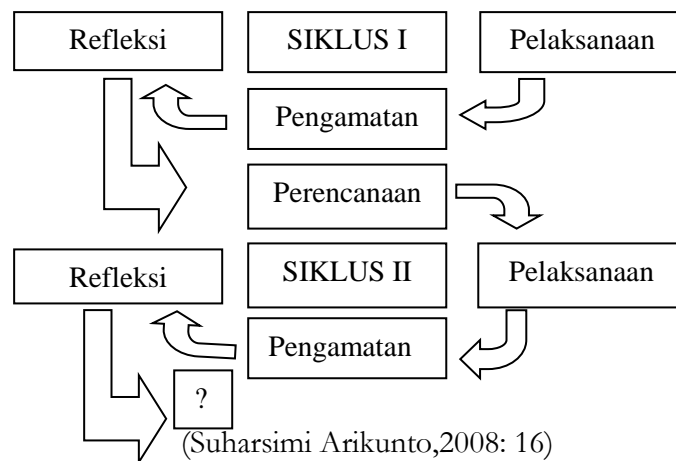 Refleksi SIKLUS I Pelaksanaan
Pengamatan
Perencanaan
Refleksi SIKLUS II Pelaksanaan
Pengamatan
?
(Suharsimi Arikunto,2008: 16)